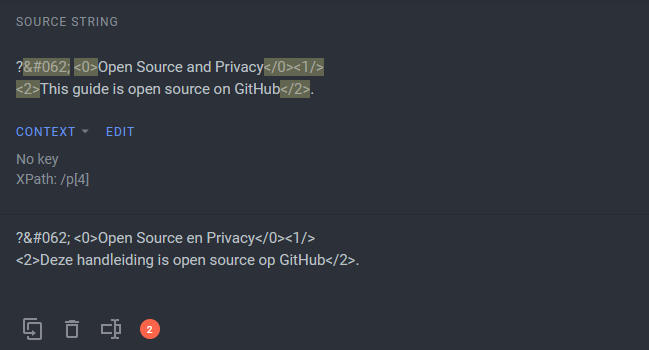 SOURCE STRING
?&#062; <0>Open Source and Privacy</0><1/>
<2>This guide is open source on GitHub</2>.
CONTEXT EDIT
No key
XPath: /p[4]
?&#062; <0>Open Source en Privacy</0><1/>
<2>Deze handleiding is open source op GitHub</2>.
2